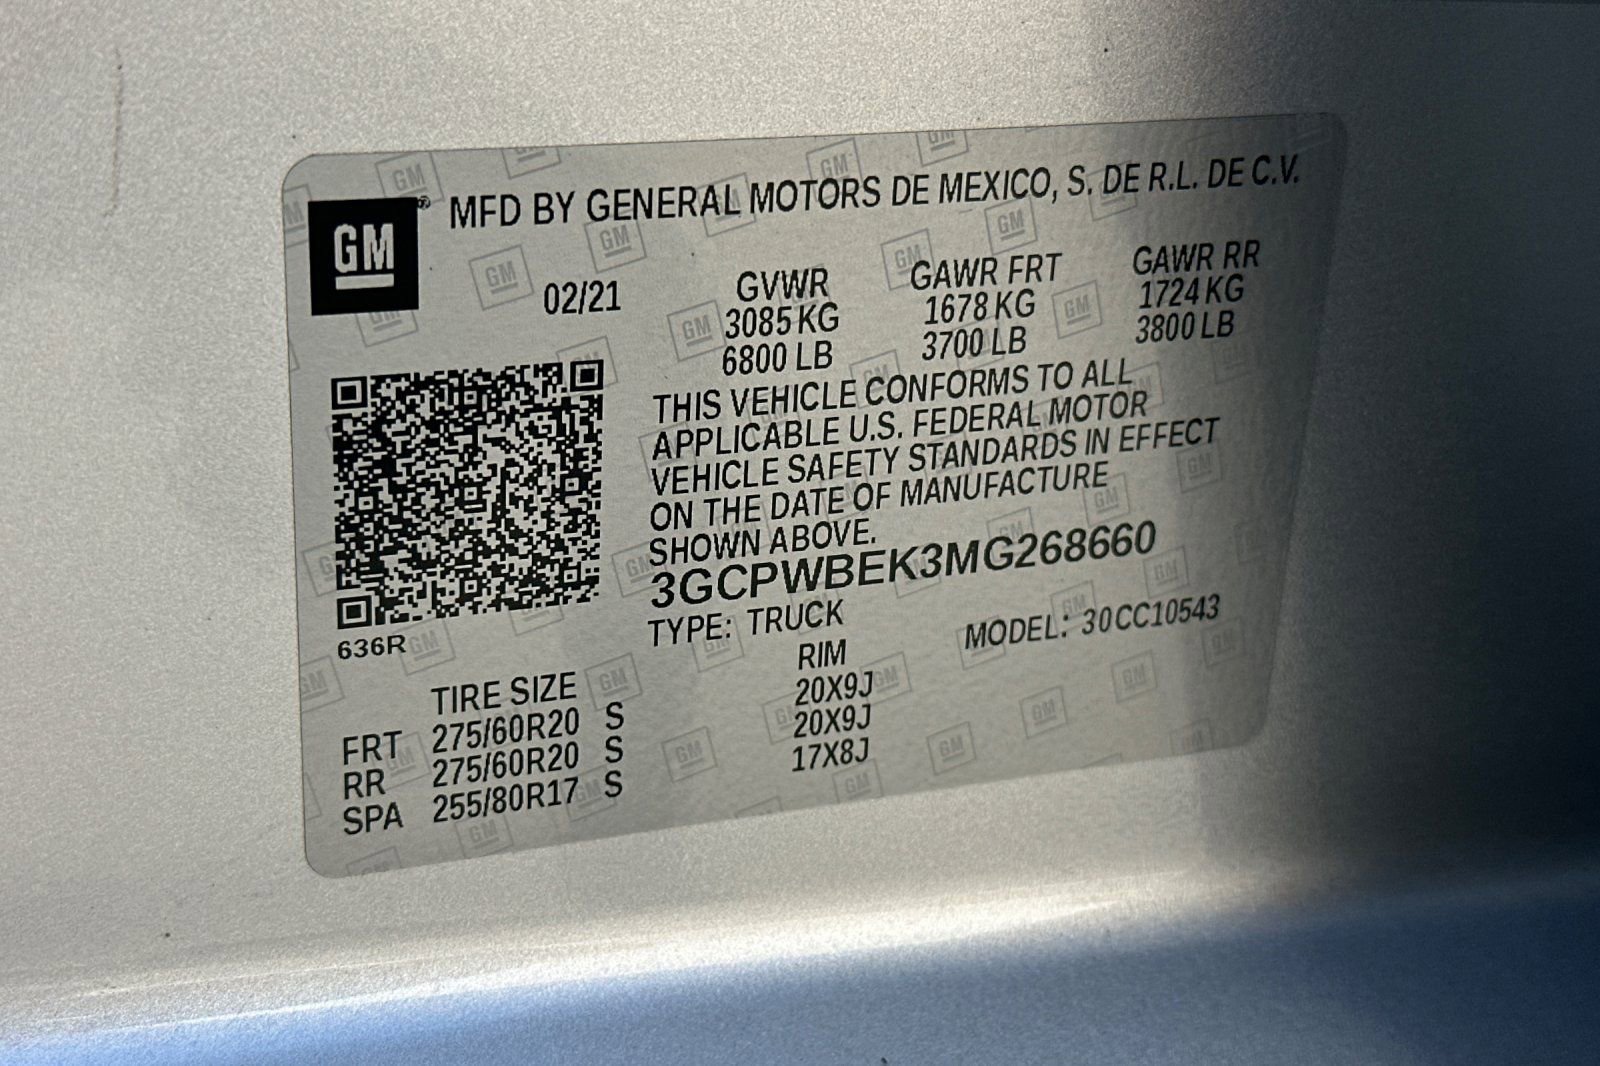 GM® MFD BY GENERAL MOTORS DE MEXICO, S. DE R.L. DE C.V.
02/21 GVWR GAWR FRT GAWR RR
3085 KG 1678 KG 1724 KG
6800 LB 3700 LB 3800 LB
THIS VEHICLE CONFORMS TO ALL
APPLICABLE U.S. FEDERAL MOTOR
VEHICLE SAFETY STANDARDS IN EFFECT
ON THE DATE OF MANUFACTURE
SHOWN ABOVE.
3GCPWBEK3MG268660
TYPE: TRUCK MODEL: 30CC10543
636R
TIRE SIZE RIM
FRT 275/60R20 S 20X9J
RR 275/60R20 S 20X9J
SPA 255/80R17 S 17X8J